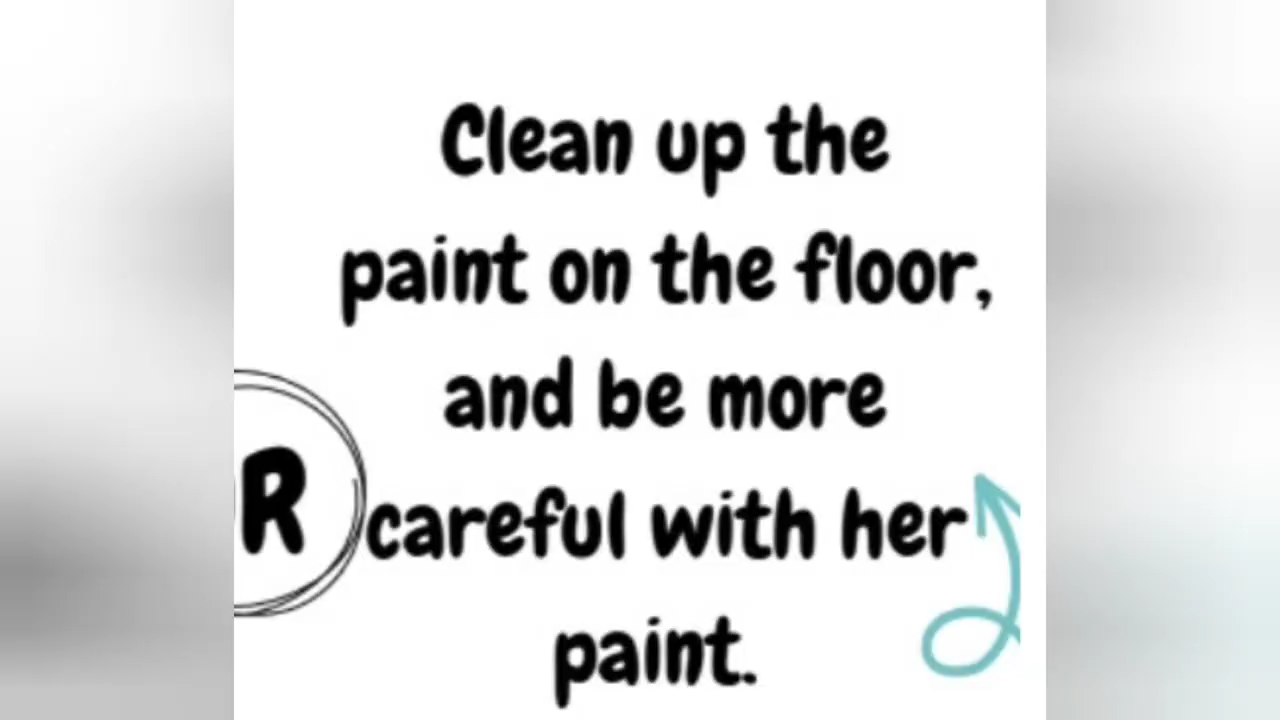 Clean up the
paint on the floor,
and be more
R
careful with her
paint.